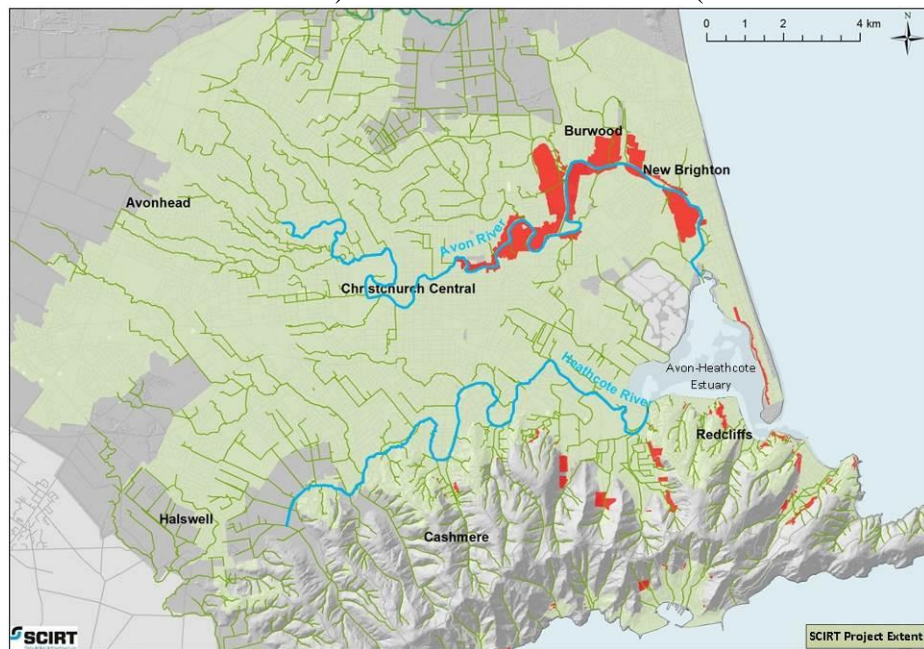 0 1 2 4 km
N
Burwood
New Brighton
Avonhead
Avon River
Christchurch Central
Heathcote River
Avon-Heathcote
Estuary
Redcliffs
Halswell
Cashmere
SCIRT
SCIRT Project Extent